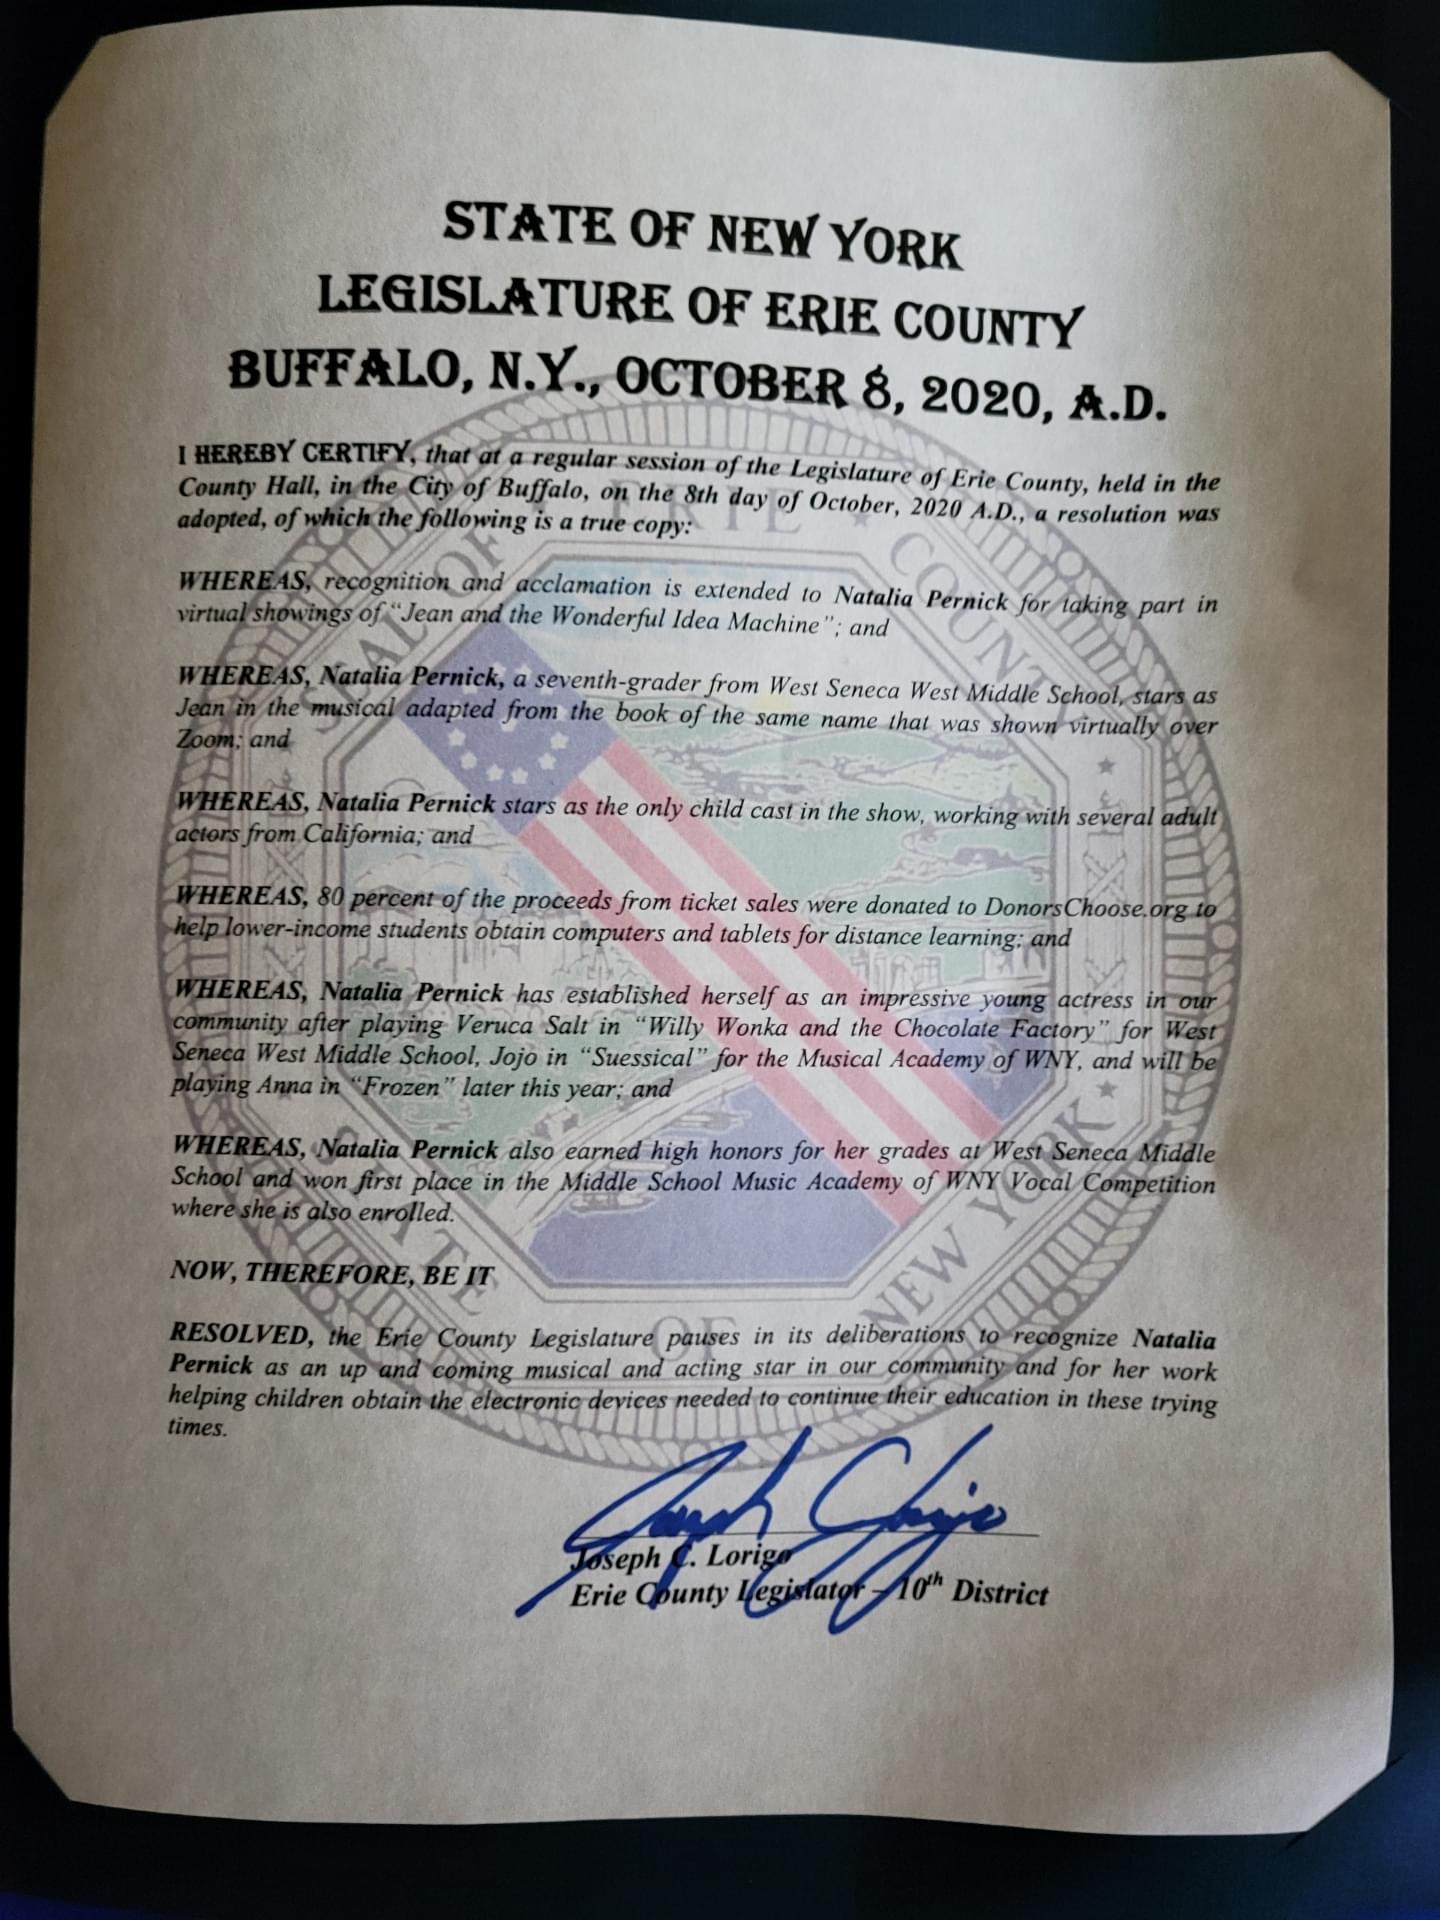 STATE OF NEW YORK
LEGISLATURE OF ERIE COUNTY
BUFFALO, N.Y., OCTOBER 8, 2020, A.D.
I HEREBY CERTIFY, that at a regular session of the Legislature of Erie County, held in the
County Hall, in the City of Buffalo, on the 8th day of October, 2020 A.D., a resolution was
adopted, of which the following is a true copy:
WHEREAS, recognition and acclamation is extended to Natalia Pernick for taking part in
virtual showings of "Jean and the Wonderful Idea Machine"; and
WHEREAS, Natalia Pernick, a seventh-grader from West Seneca West Middle School, stars as
Jean in the musical adapted from the book of the same name that was shown virtually over
Zoom; and
WHEREAS, Natalia Pernick stars as the only child cast in the show, working with several adult
actors from California; and
WHEREAS, 80 percent of the proceeds from ticket sales were donated to DonorsChoose.org to
help lower-income students obtain computers and tablets for distance learning; and
WHEREAS, Natalia Pernick has established herself as an impressive young actress in our
community after playing Veruca Salt in "Willy Wonka and the Chocolate Factory" for West
Seneca West Middle School, Jojo in "Suessical" for the Musical Academy of WNY, and will be
playing Anna in "Frozen" later this year; and
WHEREAS, Natalia Pernick also earned high honors for her grades at West Seneca Middle
School and won first place in the Middle School Music Academy of WNY Vocal Competition
where she is also enrolled.
NOW, THEREFORE, BE IT
RESOLVED, the Erie County Legislature pauses in its deliberations to recognize Natalia
Pernick as an up and coming musical and acting star in our community and for her work
helping children obtain the electronic devices needed to continue their education in these trying
times.
Joseph C. Lorigo
Joseph C. Lorigo
Erie County Legislator – 10th District
SEAL OF ERIE COUNTY
STATE OF NEW YORK